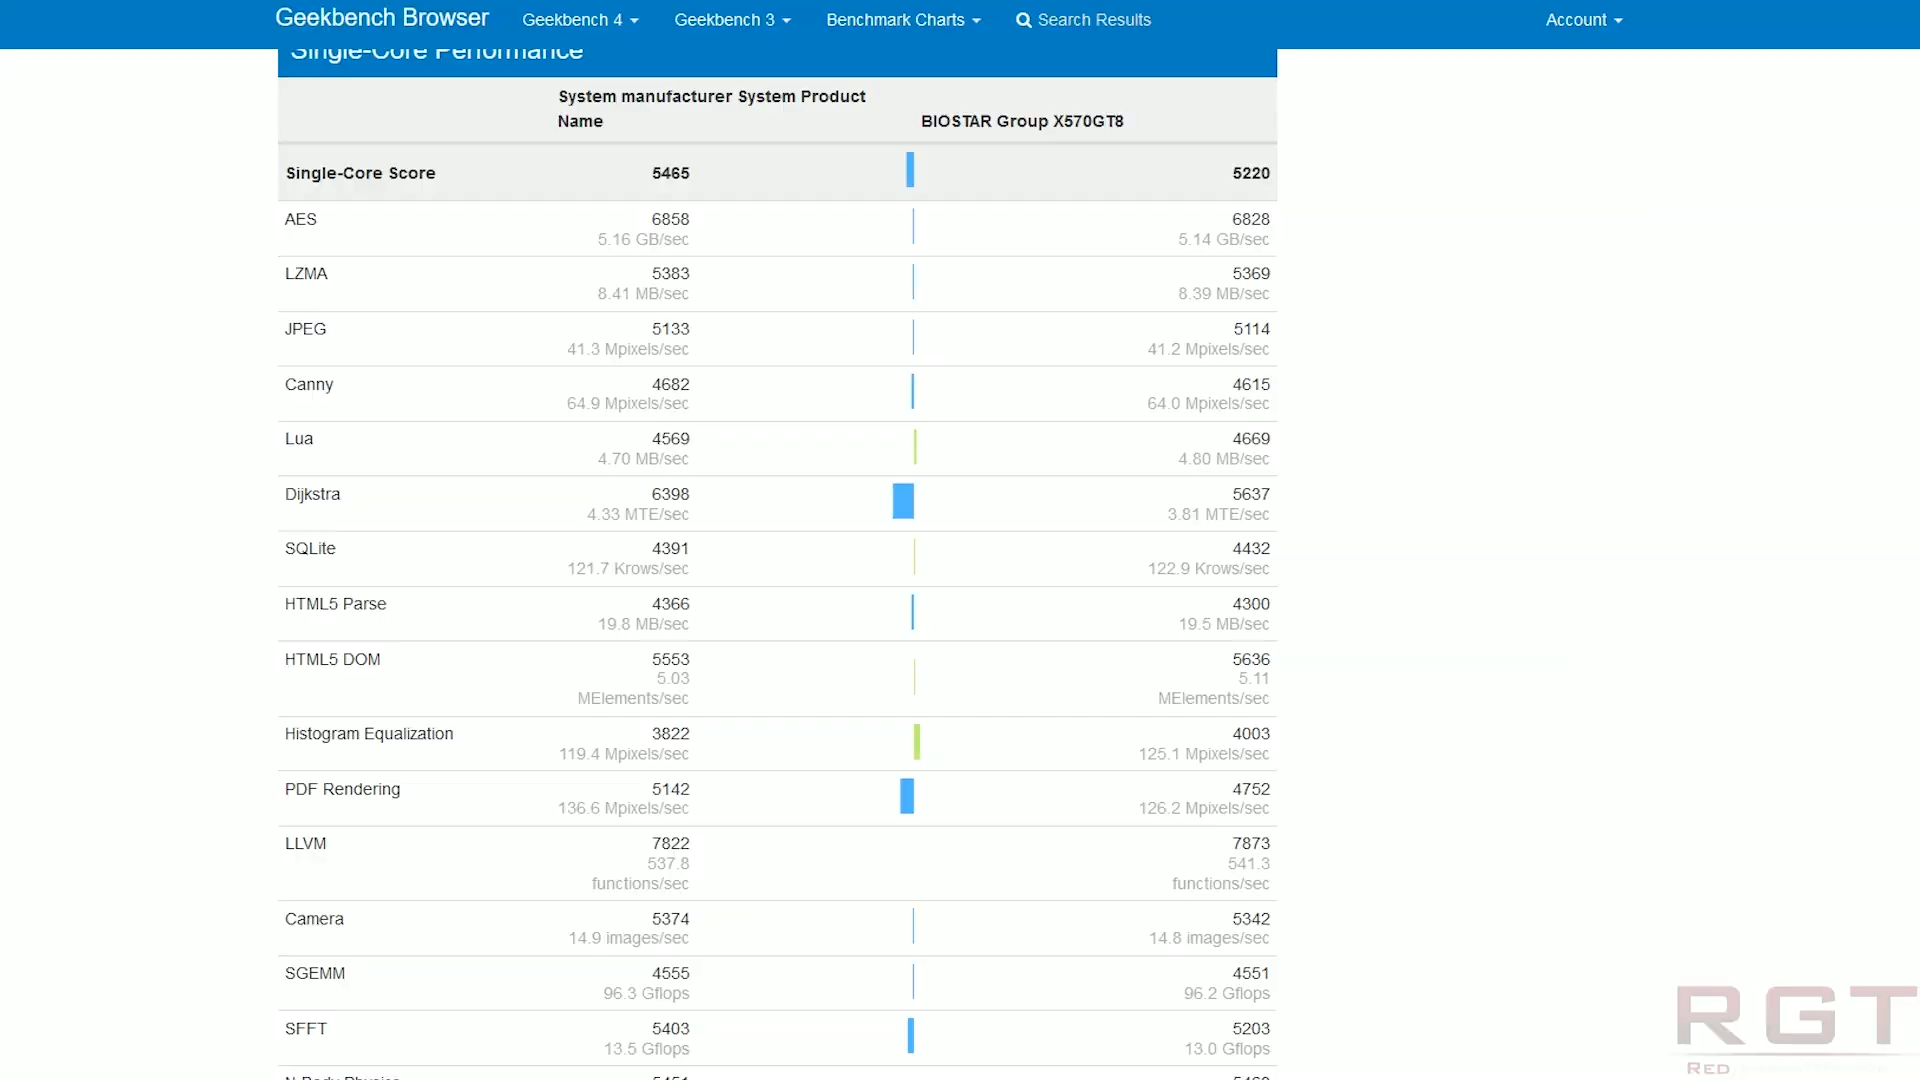 Geekbench Browser Geekbench 4 Geekbench 3 Benchmark Charts Search Results Account
Single-Core Performance
System manufacturer System Product
Name BIOSTAR Group X570GT8
Single-Core Score 5465 5220
AES 6858 6828
5.16 GB/sec 5.14 GB/sec
LZMA 5383 5369
8.41 MB/sec 8.39 MB/sec
JPEG 5133 5114
41.3 Mpixels/sec 41.2 Mpixels/sec
Canny 4682 4615
64.9 Mpixels/sec 64.0 Mpixels/sec
Lua 4569 4669
4.70 MB/sec 4.80 MB/sec
Dijkstra 6398 5637
4.33 MTE/sec 3.81 MTE/sec
SQLite 4391 4432
121.7 Krows/sec 122.9 Krows/sec
HTML5 Parse 4366 4300
19.8 MB/sec 19.5 MB/sec
HTML5 DOM 5553 5636
5.03 5.11
MElements/sec MElements/sec
Histogram Equalization 3822 4003
119.4 Mpixels/sec 125.1 Mpixels/sec
PDF Rendering 5142 4752
136.6 Mpixels/sec 126.2 Mpixels/sec
LLVM 7822 7873
537.8 541.3
functions/sec functions/sec
Camera 5374 5342
14.9 images/sec 14.8 images/sec
SGEMM 4555 4551
96.3 Gflops 96.2 Gflops
SFFT 5403 5203
13.5 Gflops 13.0 Gflops
RGT
RED